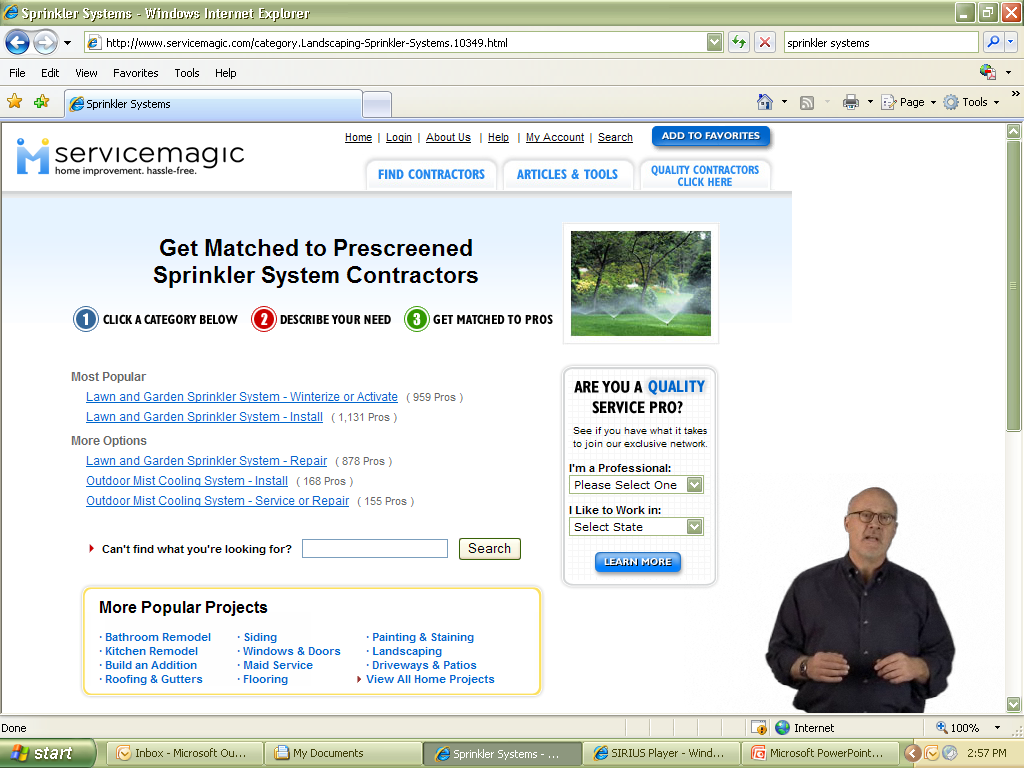 Sprinkler Systems - Windows Internet Explorer
http://www.servicemagic.com/category.Landscaping-Sprinkler-Systems.10349.html
sprinkler systems
File Edit View Favorites Tools Help
Sprinkler Systems
Page Tools »
Home | Login | About Us | Help | My Account | Search
ADD TO FAVORITES
servicemagic
home improvement. hassle-free.
FIND CONTRACTORS
ARTICLES & TOOLS
QUALITY CONTRACTORS
CLICK HERE
Get Matched to Prescreened
Sprinkler System Contractors
1 CLICK A CATEGORY BELOW 2 DESCRIBE YOUR NEED 3 GET MATCHED TO PROS
Most Popular
Lawn and Garden Sprinkler System - Winterize or Activate ( 959 Pros )
Lawn and Garden Sprinkler System - Install ( 1,131 Pros )
More Options
Lawn and Garden Sprinkler System - Repair ( 878 Pros )
Outdoor Mist Cooling System - Install ( 168 Pros )
Outdoor Mist Cooling System - Service or Repair ( 155 Pros )
Can't find what you're looking for? Search
ARE YOU A QUALITY
SERVICE PRO?
See if you have what it takes
to join our exclusive network.
I'm a Professional:
Please Select One
I Like to Work in:
Select State
LEARN MORE
More Popular Projects
· Bathroom Remodel · Siding · Painting & Staining
· Kitchen Remodel · Windows & Doors · Landscaping
· Build an Addition · Maid Service · Driveways & Patios
· Roofing & Gutters · Flooring View All Home Projects
Done Internet 100%
start Inbox - Microsoft Ou... My Documents Sprinkler Systems - ... SIRIUS Player - Wind... Microsoft PowerPoint... 2:57 PM